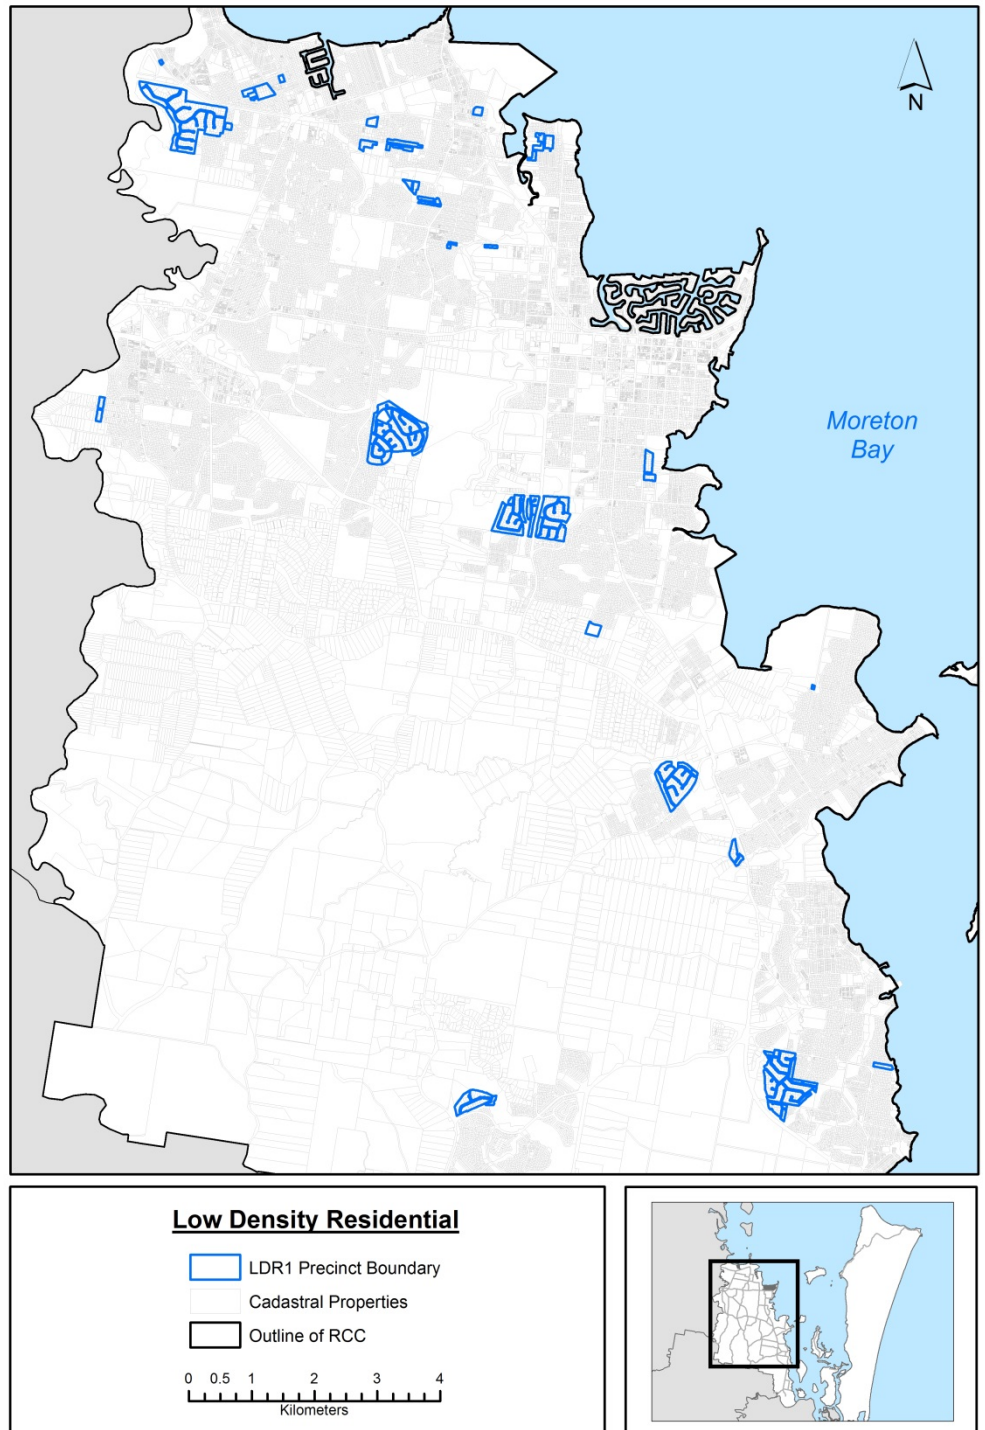 N
Moreton
Bay
Low Density Residential
LDR1 Precinct Boundary
Cadastral Properties
Outline of RCC
0 0.5 1 2 3 4
Kilometers